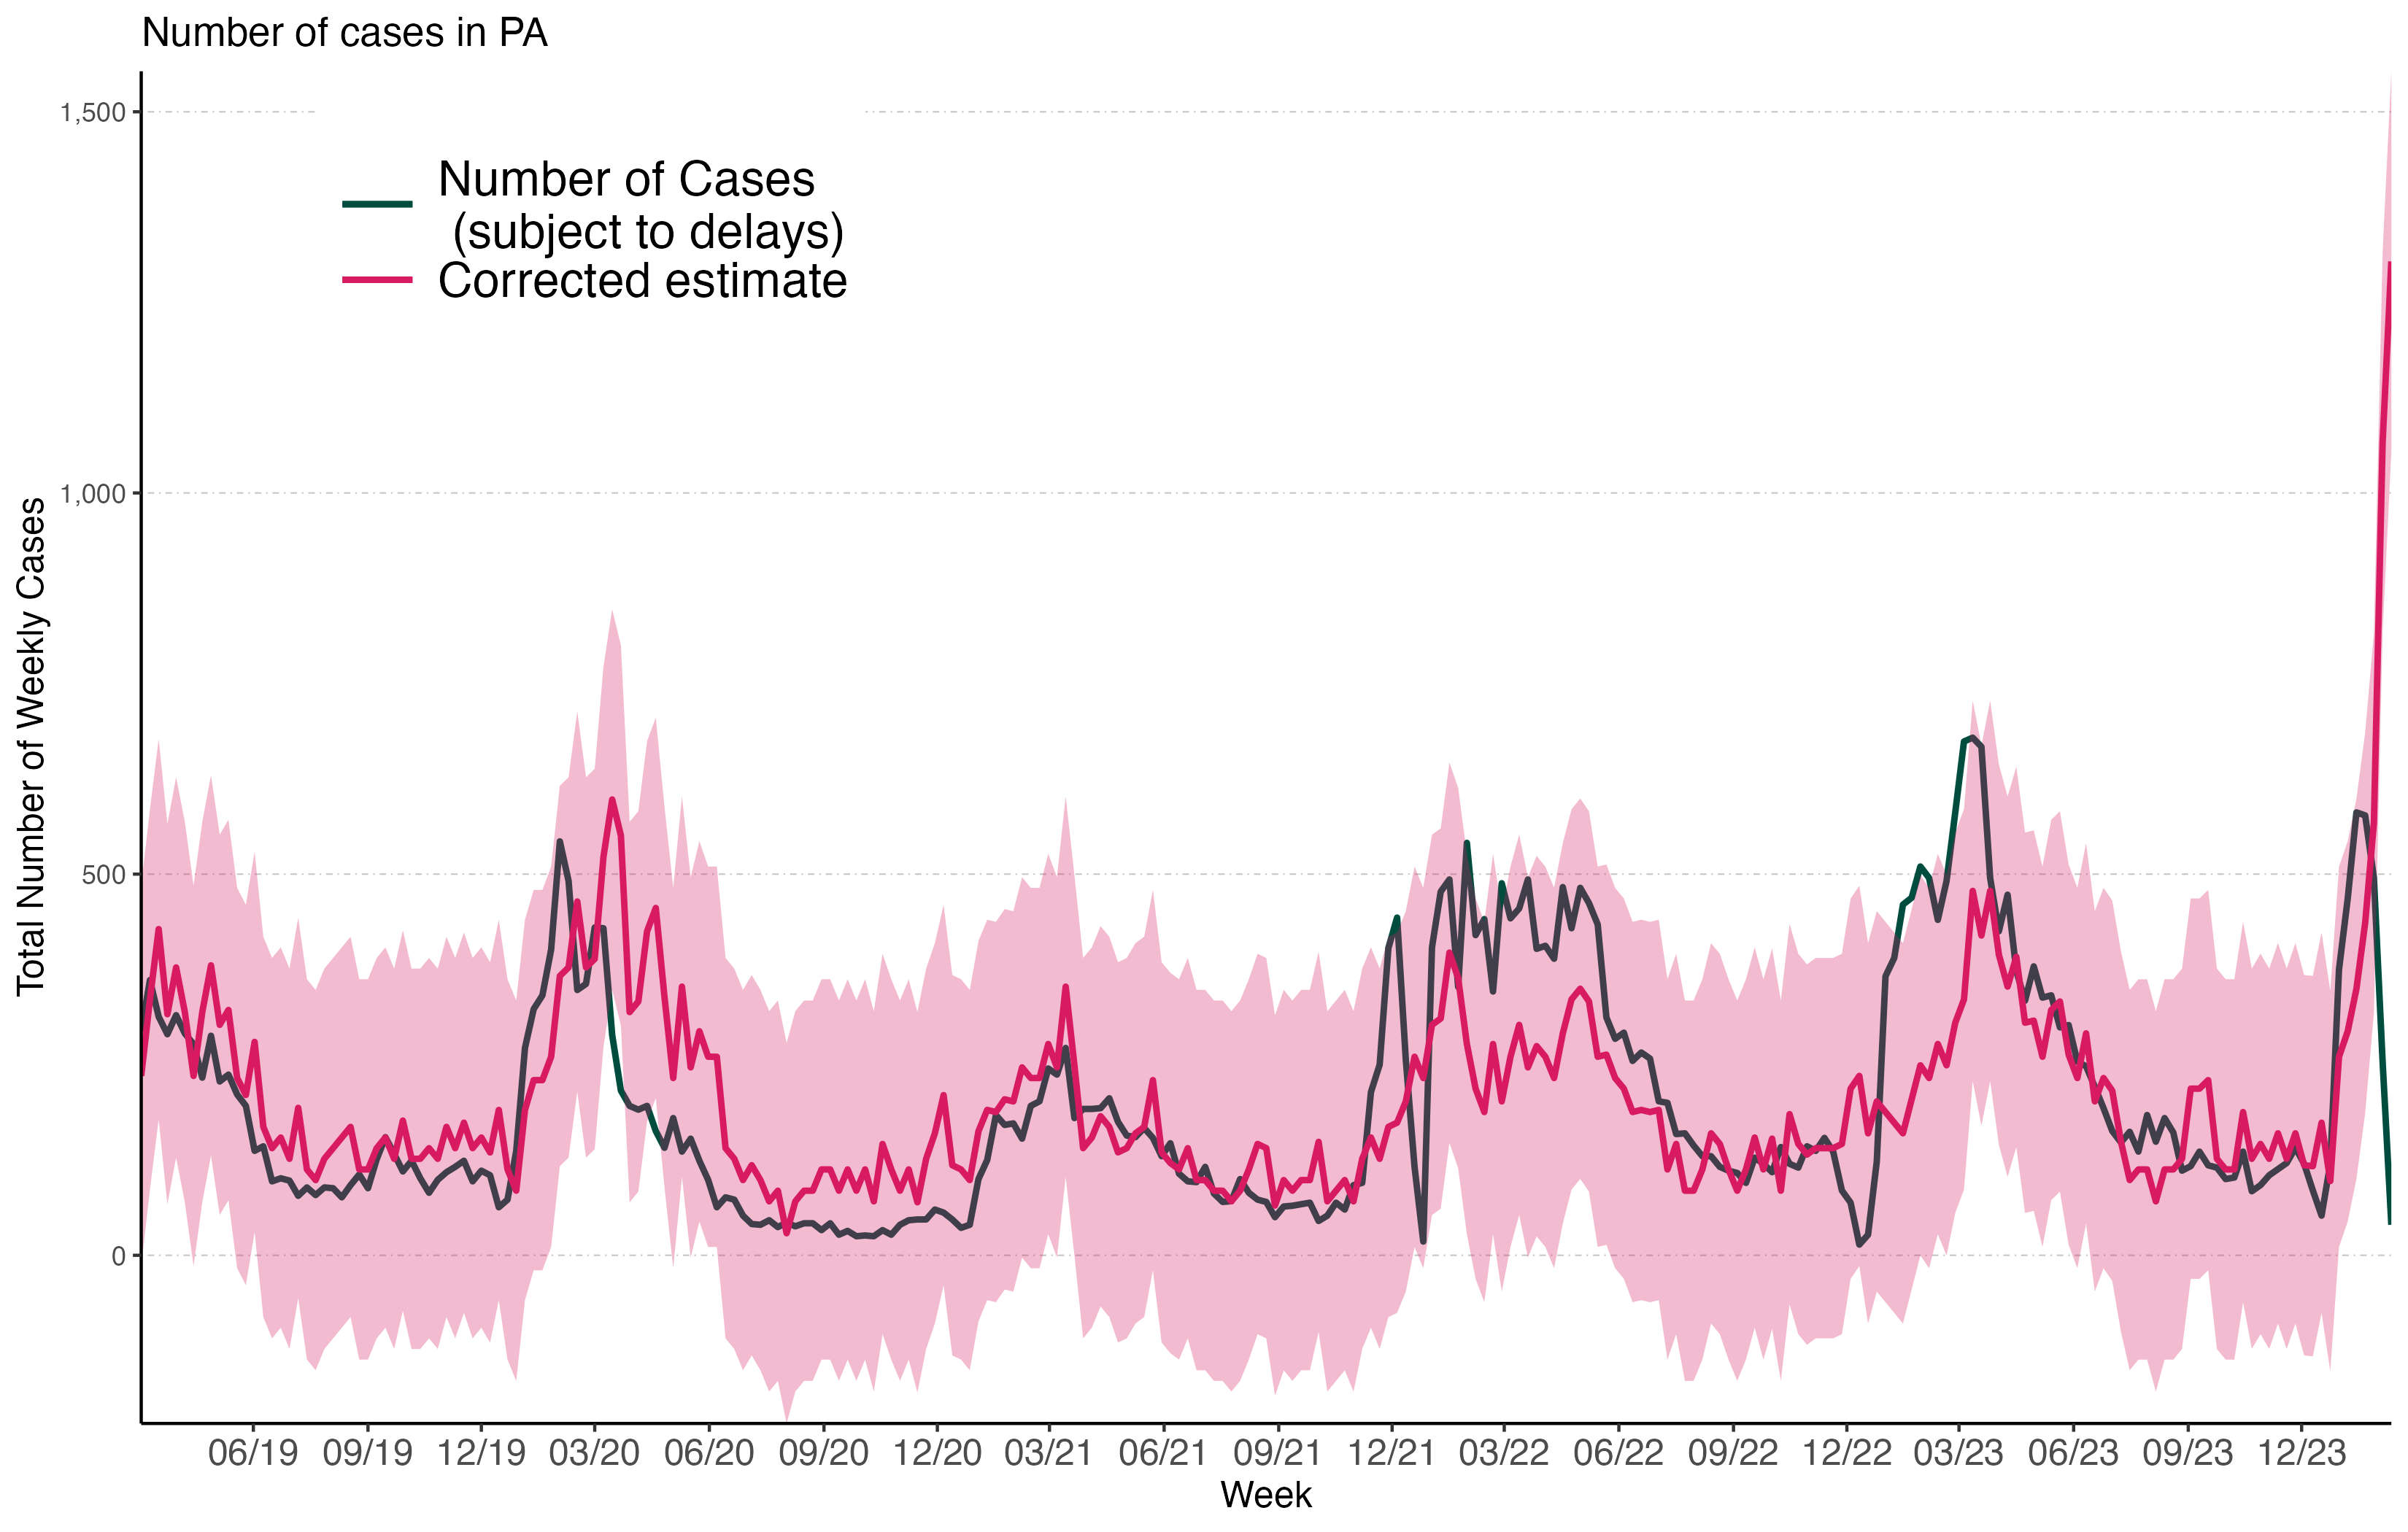 Number of cases in PA
1,500
1,000
500
0
Total Number of Weekly Cases
Number of Cases
(subject to delays)
Corrected estimate
06/19 09/19 12/19 03/20 06/20 09/20 12/20 03/21 06/21 09/21 12/21 03/22 06/22 09/22 12/22 03/23 06/23 09/23 12/23
Week